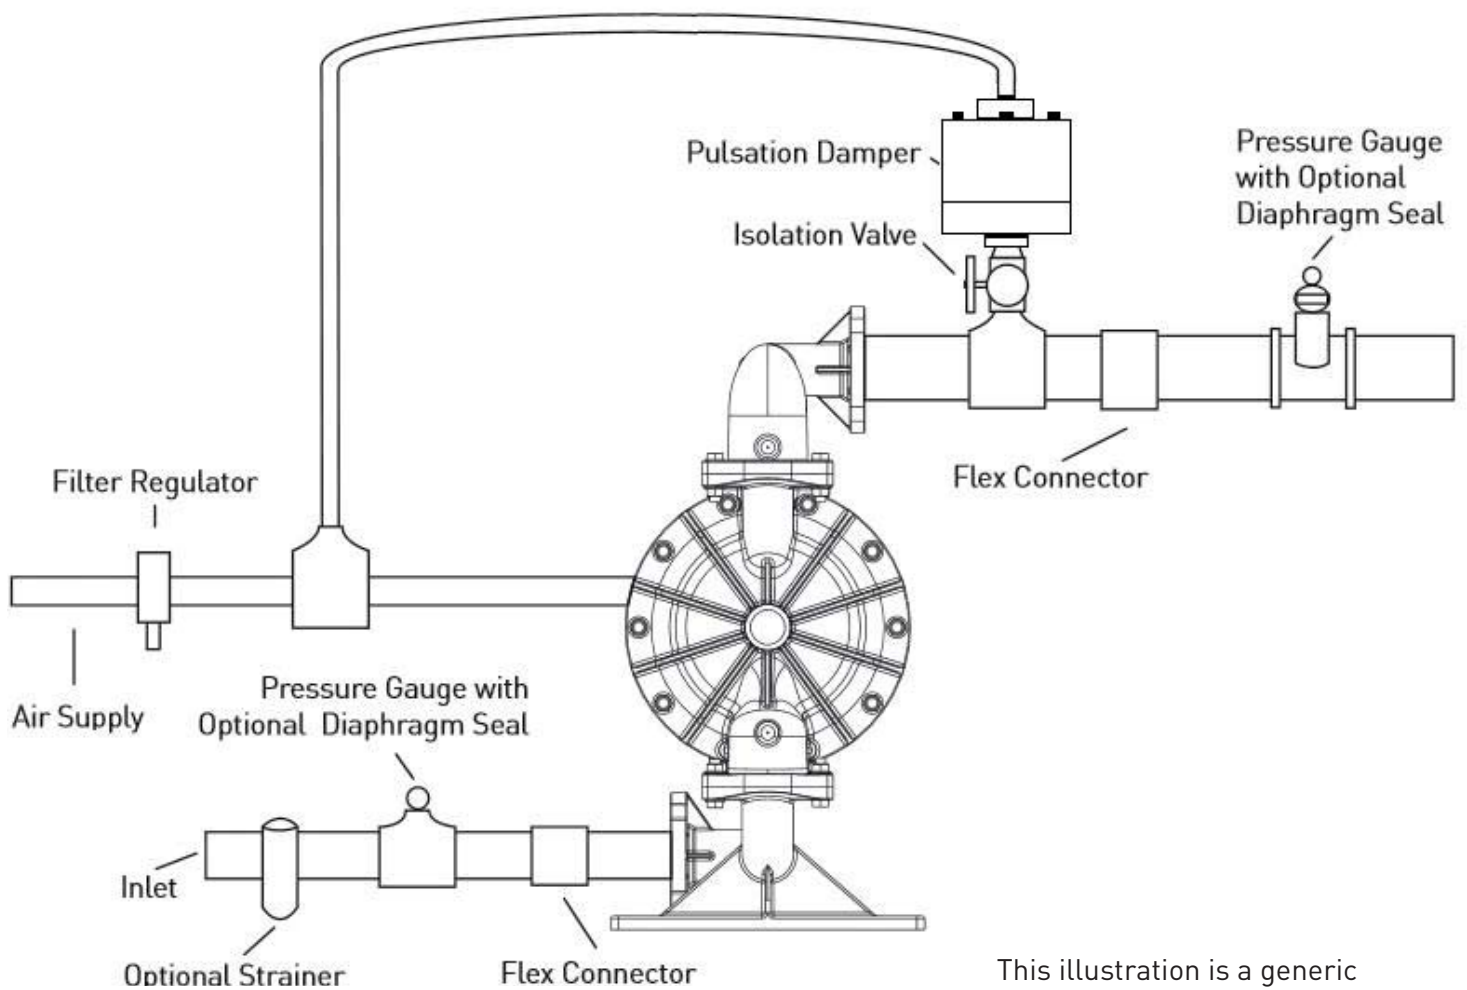 Pulsation Damper
Pressure Gauge
with Optional
Diaphragm Seal
Isolation Valve
Flex Connector
Filter Regulator
Air Supply
Pressure Gauge with
Optional Diaphragm Seal
Inlet
Optional Strainer
Flex Connector
This illustration is a generic